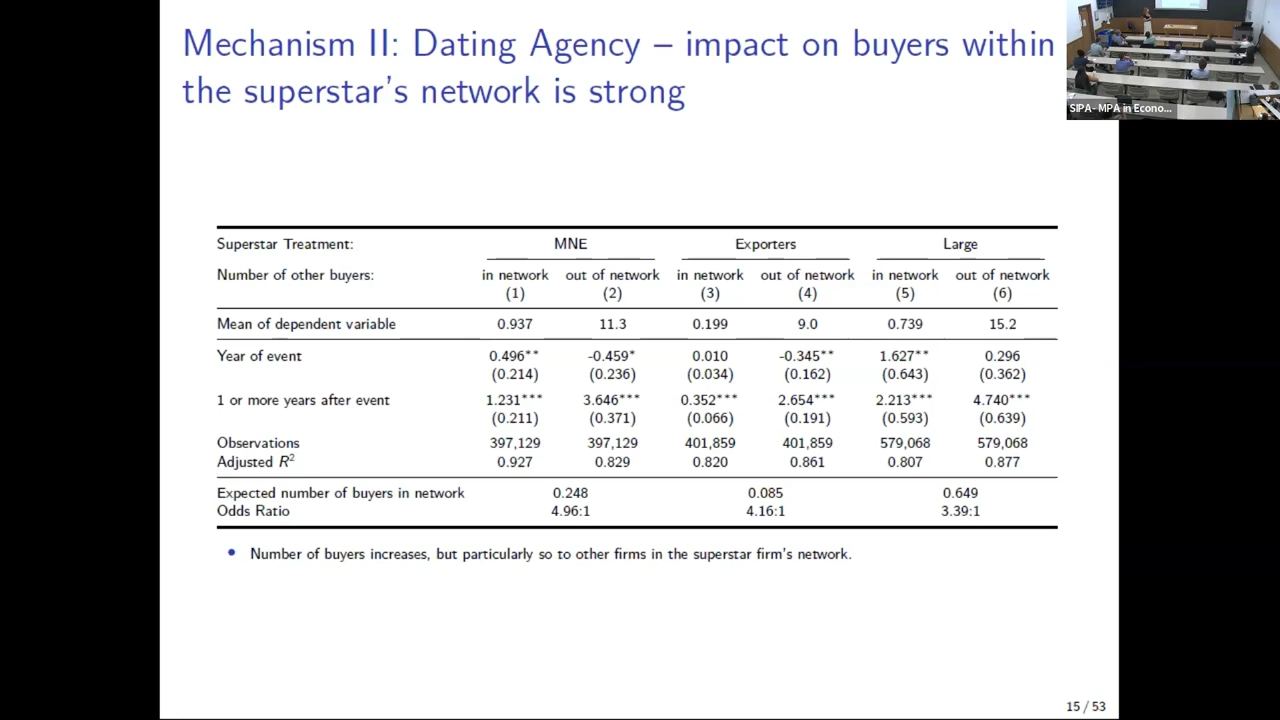 Mechanism II: Dating Agency – impact on buyers within
the superstar's network is strong
SIPA- MPA in Econo...
Superstar Treatment: MNE Exporters Large
Number of other buyers: in network out of network in network out of network in network out of network
(1) (2) (3) (4) (5) (6)
Mean of dependent variable 0.937 11.3 0.199 9.0 0.739 15.2
Year of event 0.496** -0.459* 0.010 -0.345** 1.627** 0.296
(0.214) (0.236) (0.034) (0.162) (0.643) (0.362)
1 or more years after event 1.231*** 3.646*** 0.352*** 2.654*** 2.213*** 4.740***
(0.211) (0.371) (0.066) (0.191) (0.593) (0.639)
Observations 397,129 397,129 401,859 401,859 579,068 579,068
Adjusted R² 0.927 0.829 0.820 0.861 0.807 0.877
Expected number of buyers in network 0.248 0.085 0.649
Odds Ratio 4.96:1 4.16:1 3.39:1
• Number of buyers increases, but particularly so to other firms in the superstar firm's network.
15 / 53